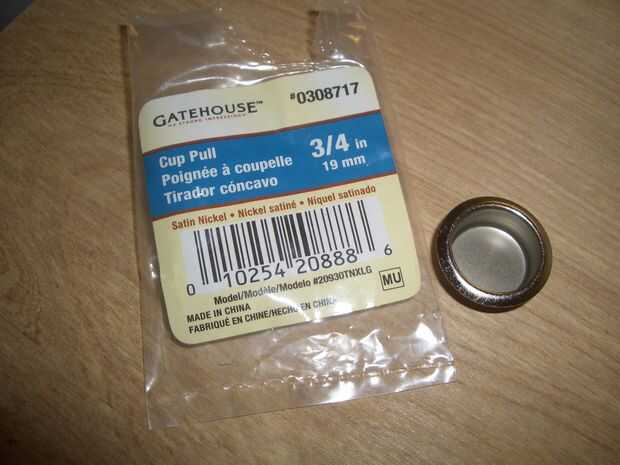 GATEHOUSE™
#0308717
Cup Pull
Poignée à coupelle
Tirador cóncavo
3/4 in
19 mm
Satin Nickel • Nickel satiné • Niquel satinado
0 10254 20888 6
Model/Modèle/Modelo #20930TNXLG
MU
MADE IN CHINA
FABRIQUÉ EN CHINE/HECHO EN CHINA